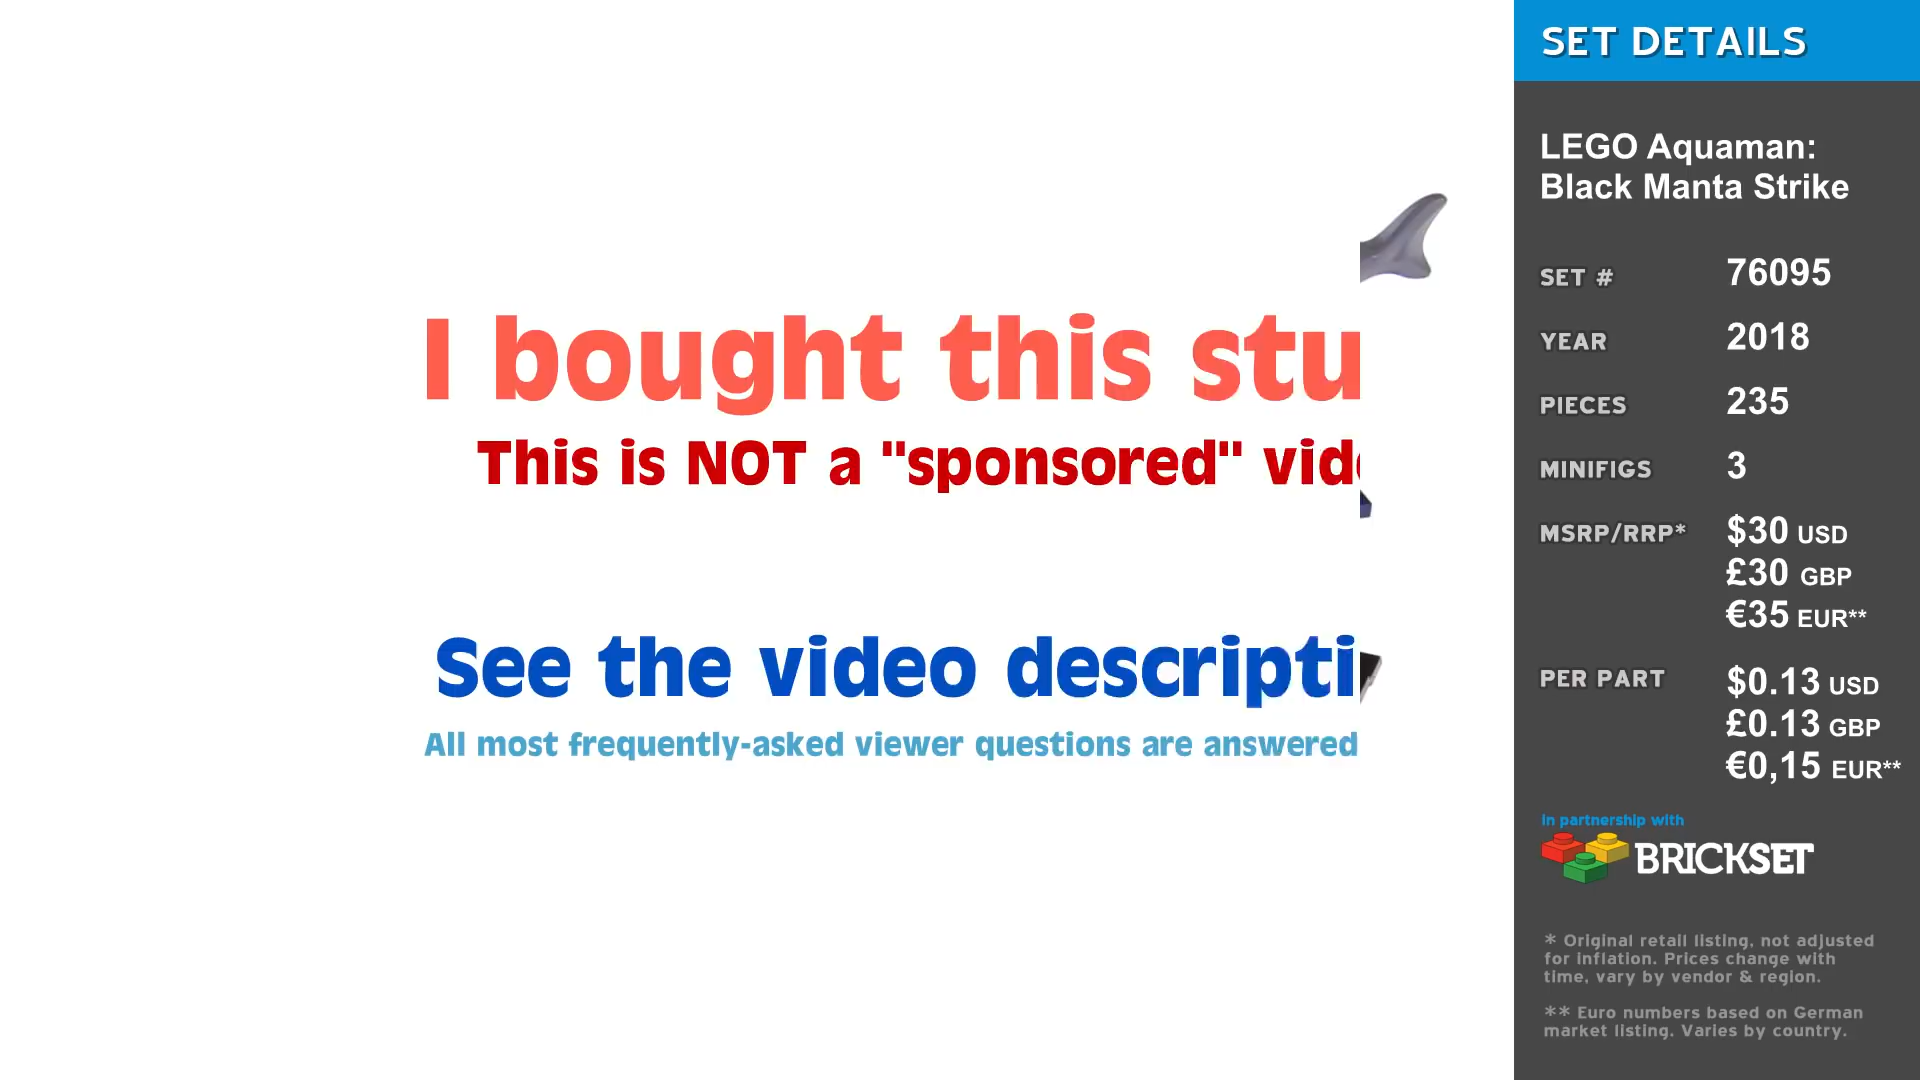 I bought this stu
This is NOT a "sponsored" vid
See the video descripti
All most frequently-asked viewer questions are answered
SET DETAILS
LEGO Aquaman:
Black Manta Strike
SET # 76095
YEAR 2018
PIECES 235
MINIFIGS 3
MSRP/RRP* $30 USD
£30 GBP
€35 EUR**
PER PART $0.13 USD
£0.13 GBP
€0,15 EUR**
in partnership with
BRICKSET
* Original retail listing, not adjusted
for inflation. Prices change with
time, vary by vendor & region.
** Euro numbers based on German
market listing. Varies by country.